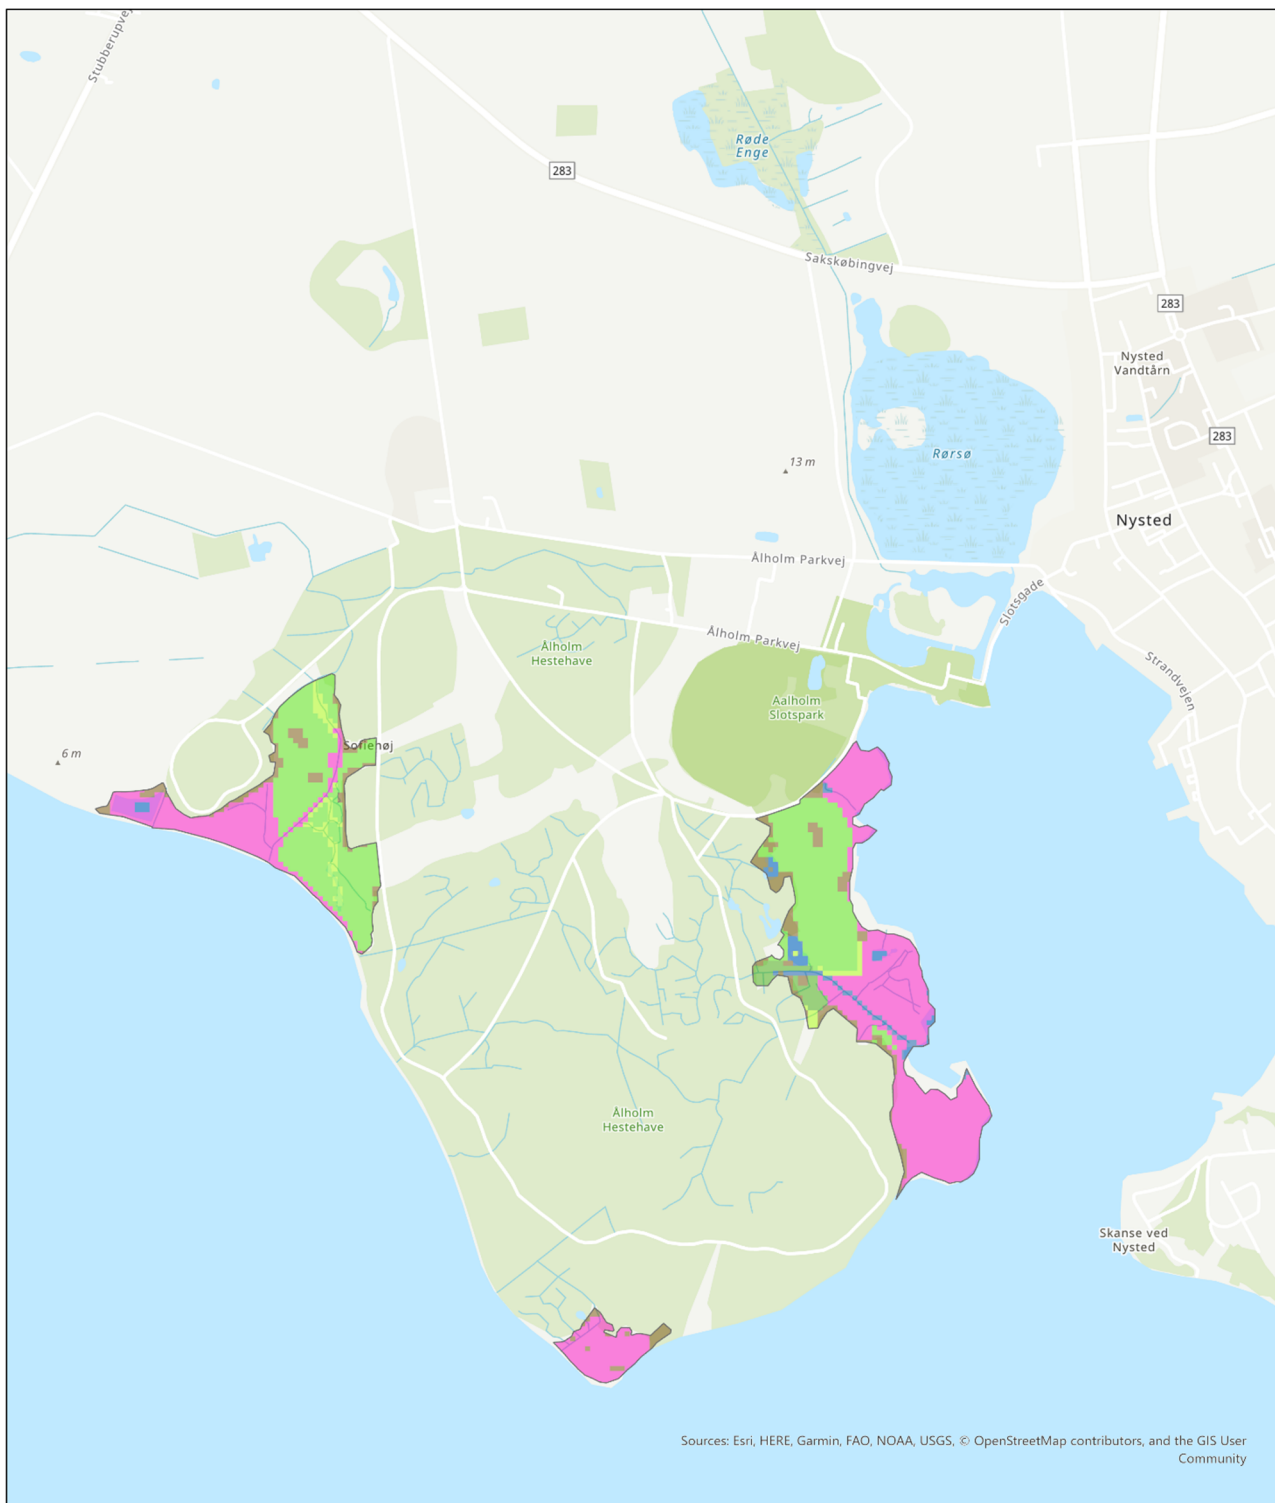 Stubberupvej
Røde
Enge
283
Sakskøbingvej
283
Nysted
Vandtårn
283
13 m
Rørsø
Nysted
Ålholm Parkvej
Slotsgade
Ålholm Parkvej
Ålholm
Hestehave
Strandvejen
Aalholm
Slotspark
Sofiehøj
6 m
Ålholm
Hestehave
Skanse ved
Nysted
Sources: Esri, HERE, Garmin, FAO, NOAA, USGS, © OpenStreetMap contributors, and the GIS User
Community